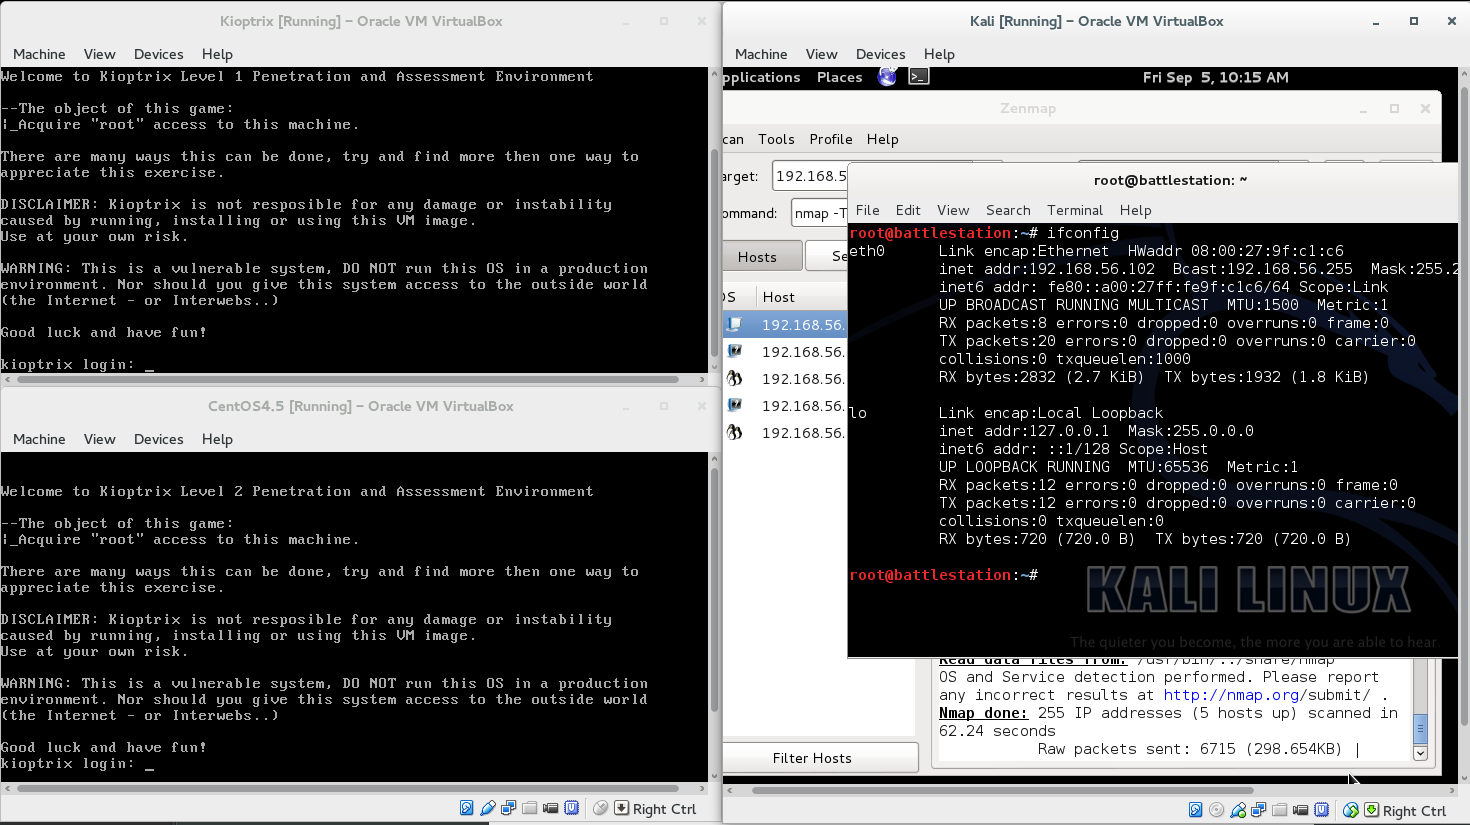 Kioptrix [Running] – Oracle VM VirtualBox
Machine View Devices Help
Welcome to Kioptrix Level 1 Penetration and Assessment Environment
--The object of this game:
|_Acquire "root" access to this machine.
There are many ways this can be done, try and find more then one way to
appreciate this exercise.
DISCLAIMER: Kioptrix is not resposible for any damage or instability
caused by running, installing or using this VM image.
Use at your own risk.
WARNING: This is a vulnerable system, DO NOT run this OS in a production
environment. Nor should you give this system access to the outside world
(the Internet - or Interwebs..)
Good luck and have fun!
kioptrix login: _
CentOS4.5 [Running] – Oracle VM VirtualBox
Machine View Devices Help
Welcome to Kioptrix Level 2 Penetration and Assessment Environment
--The object of this game:
|_Acquire "root" access to this machine.
There are many ways this can be done, try and find more then one way to
appreciate this exercise.
DISCLAIMER: Kioptrix is not resposible for any damage or instability
caused by running, installing or using this VM image.
Use at your own risk.
WARNING: This is a vulnerable system, DO NOT run this OS in a production
environment. Nor should you give this system access to the outside world
(the Internet - or Interwebs..)
Good luck and have fun!
kioptrix login: _
Right Ctrl
Kali [Running] – Oracle VM VirtualBox
Machine View Devices Help
pplications Places Fri Sep 5, 10:15 AM
Zenmap
can Tools Profile Help
arget: 192.168.5
ommand: nmap -T
Hosts Se
OS Host
192.168.56.
192.168.56.
192.168.56.
192.168.56.
192.168.56.
Filter Hosts
root@battlestation: ~
File Edit View Search Terminal Help
root@battlestation:~# ifconfig
eth0 Link encap:Ethernet HWaddr 08:00:27:9f:c1:c6
inet addr:192.168.56.102 Bcast:192.168.56.255 Mask:255.2
inet6 addr: fe80::a00:27ff:fe9f:c1c6/64 Scope:Link
UP BROADCAST RUNNING MULTICAST MTU:1500 Metric:1
RX packets:8 errors:0 dropped:0 overruns:0 frame:0
TX packets:20 errors:0 dropped:0 overruns:0 carrier:0
collisions:0 txqueuelen:1000
RX bytes:2832 (2.7 KiB) TX bytes:1932 (1.8 KiB)
lo Link encap:Local Loopback
inet addr:127.0.0.1 Mask:255.0.0.0
inet6 addr: ::1/128 Scope:Host
UP LOOPBACK RUNNING MTU:65536 Metric:1
RX packets:12 errors:0 dropped:0 overruns:0 frame:0
TX packets:12 errors:0 dropped:0 overruns:0 carrier:0
collisions:0 txqueuelen:0
RX bytes:720 (720.0 B) TX bytes:720 (720.0 B)
root@battlestation:~#
KALI LINUX
The quieter you become, the more you are able to hear.
Read data files from: /usr/bin/../share/nmap
OS and Service detection performed. Please report
any incorrect results at http://nmap.org/submit/ .
Nmap done: 255 IP addresses (5 hosts up) scanned in
62.24 seconds
Raw packets sent: 6715 (298.654KB) |
Right Ctrl